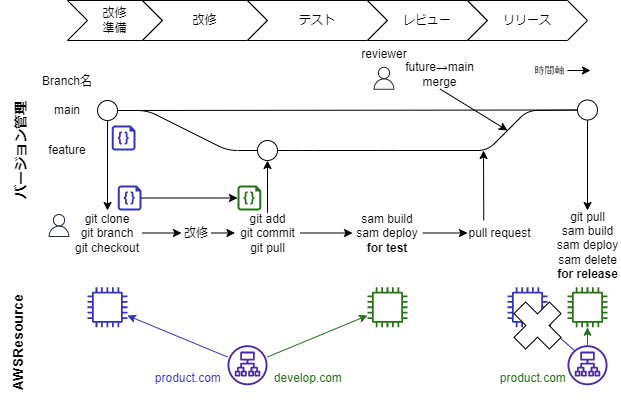 改修
準備
改修
テスト
レビュー
リリース
reviewer
future→main
merge
時間軸
Branch名
main
feature
バージョン管理
{}
{}
{}
git clone
git branch
git checkout
改修
git add
git commit
git pull
sam build
sam deploy
for test
pull request
git pull
sam build
sam deploy
sam delete
for release
AWSResource
product.com
develop.com
product.com